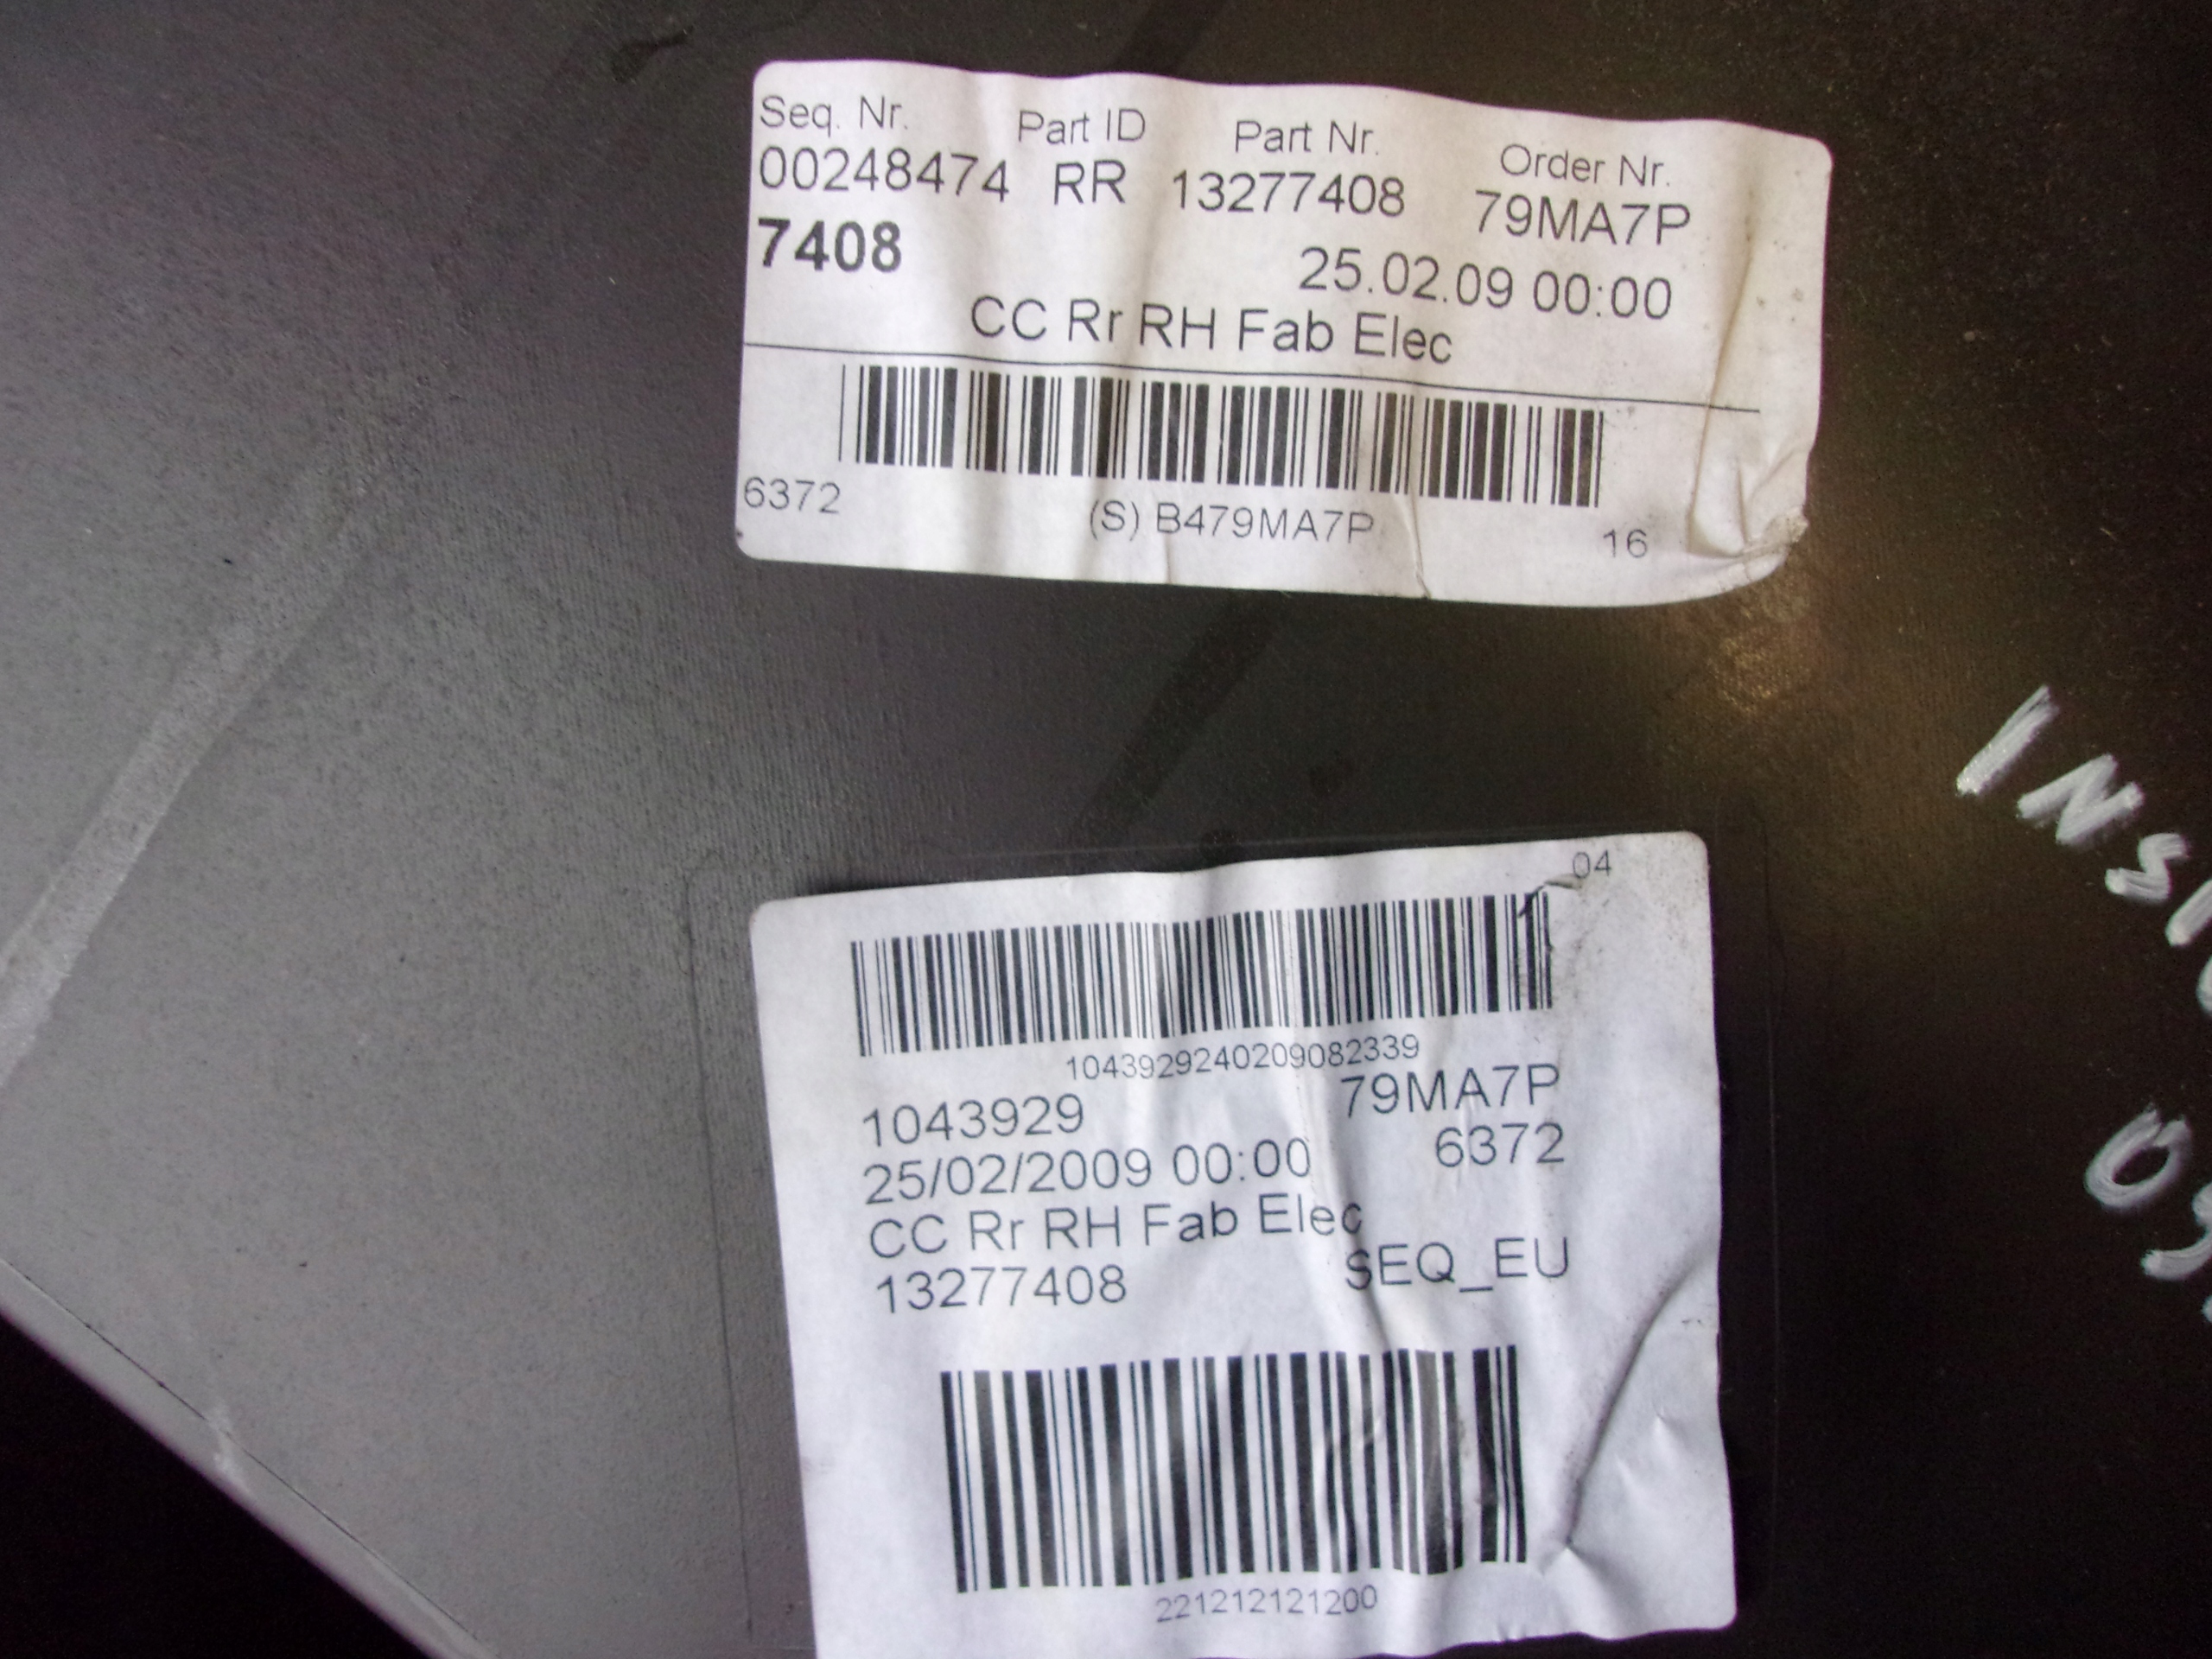 Seq. Nr. Part ID Part Nr. Order Nr.
00248474 RR 13277408 79MA7P
7408 25.02.09 00:00
CC Rr RH Fab Elec
6372 (S) B479MA7P 16
04
1043929240209082339
1043929 79MA7P
25/02/2009 00:00 6372
CC Rr RH Fab Elec
13277408 SEQ_EU
221212121200